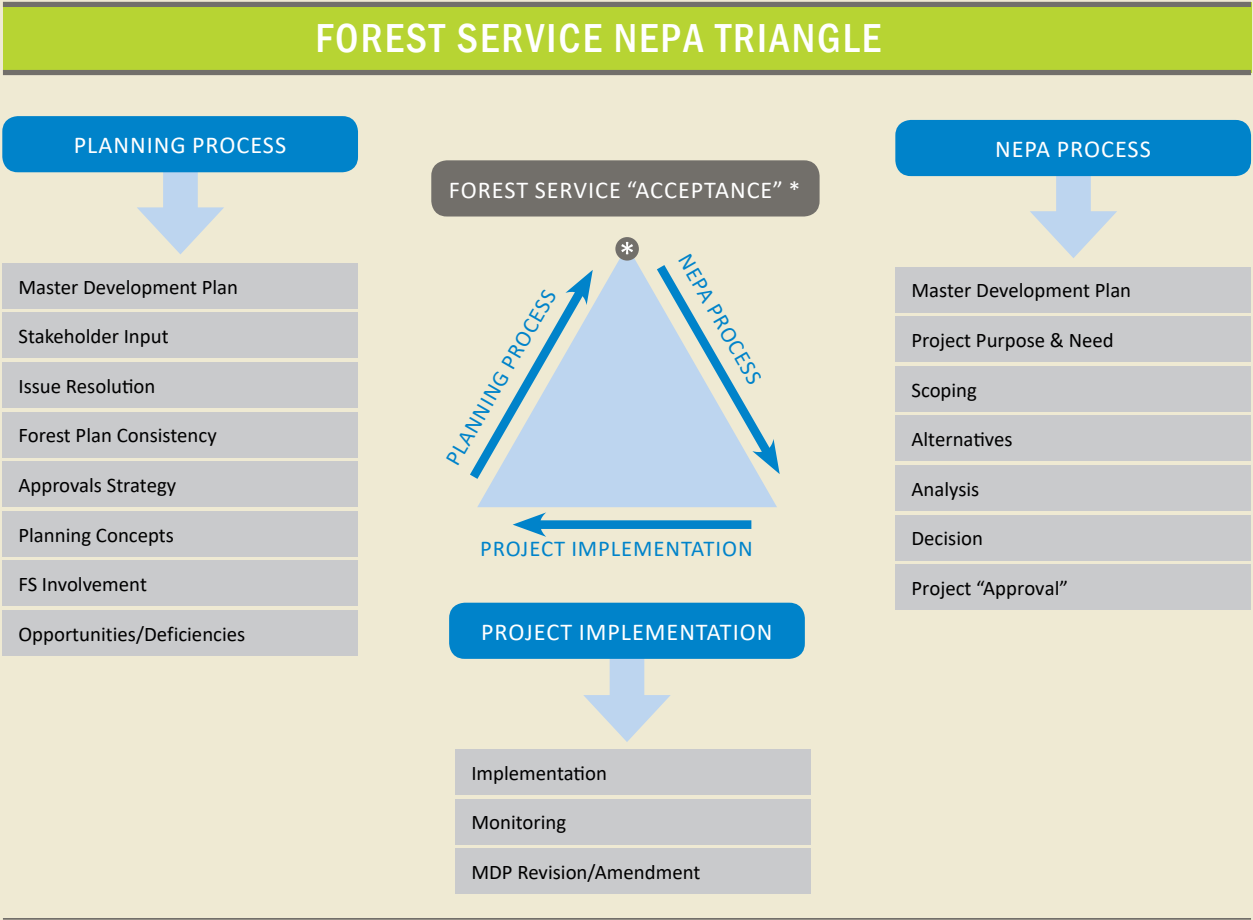 FOREST SERVICE NEPA TRIANGLE
PLANNING PROCESS
Master Development Plan
Stakeholder Input
Issue Resolution
Forest Plan Consistency
Approvals Strategy
Planning Concepts
FS Involvement
Opportunities/Deficiencies
FOREST SERVICE “ACCEPTANCE” *
*
PLANNING PROCESS
NEPA PROCESS
PROJECT IMPLEMENTATION
PROJECT IMPLEMENTATION
Implementation
Monitoring
MDP Revision/Amendment
NEPA PROCESS
Master Development Plan
Project Purpose & Need
Scoping
Alternatives
Analysis
Decision
Project “Approval”